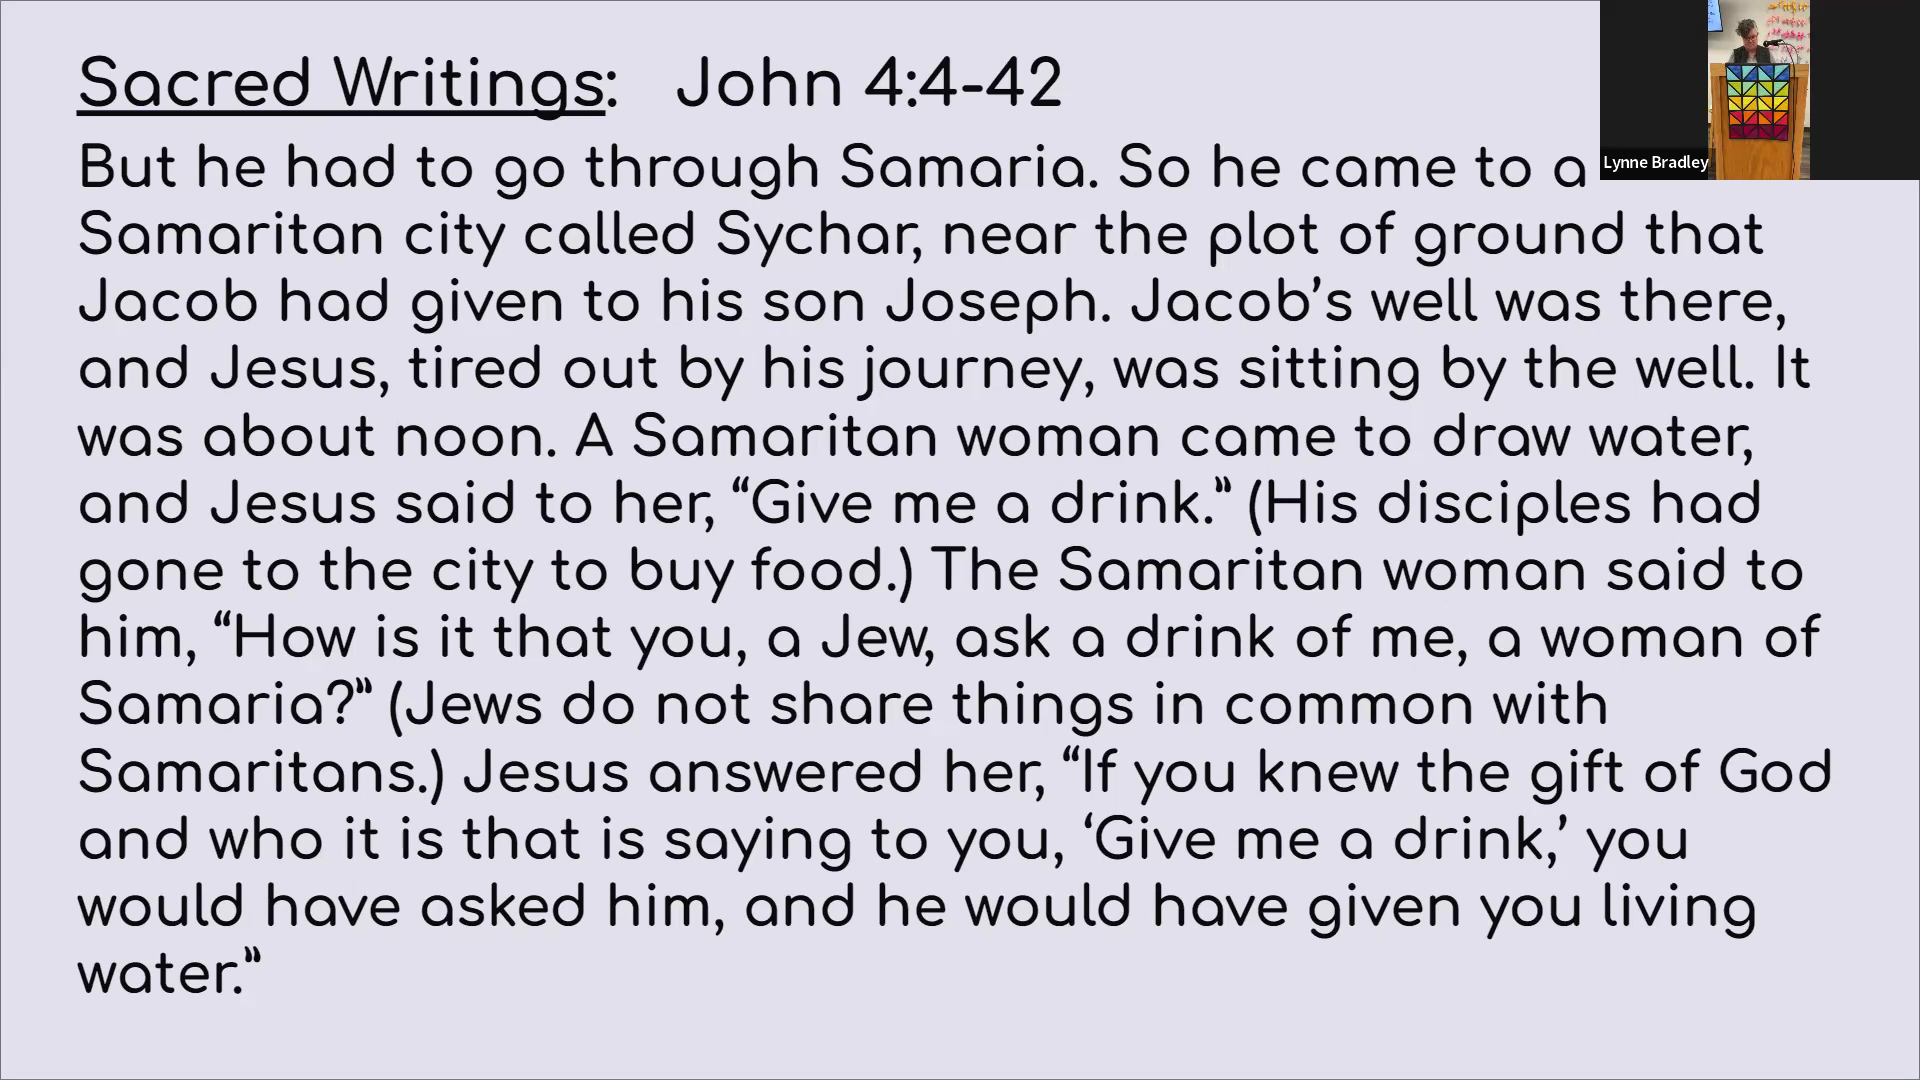 Sacred Writings: John 4:4-42
But he had to go through Samaria. So he came to a
Samaritan city called Sychar, near the plot of ground that
Jacob had given to his son Joseph. Jacob’s well was there,
and Jesus, tired out by his journey, was sitting by the well. It
was about noon. A Samaritan woman came to draw water,
and Jesus said to her, “Give me a drink.” (His disciples had
gone to the city to buy food.) The Samaritan woman said to
him, “How is it that you, a Jew, ask a drink of me, a woman of
Samaria?” (Jews do not share things in common with
Samaritans.) Jesus answered her, “If you knew the gift of God
and who it is that is saying to you, ‘Give me a drink,’ you
would have asked him, and he would have given you living
water.”
Lynne Bradley